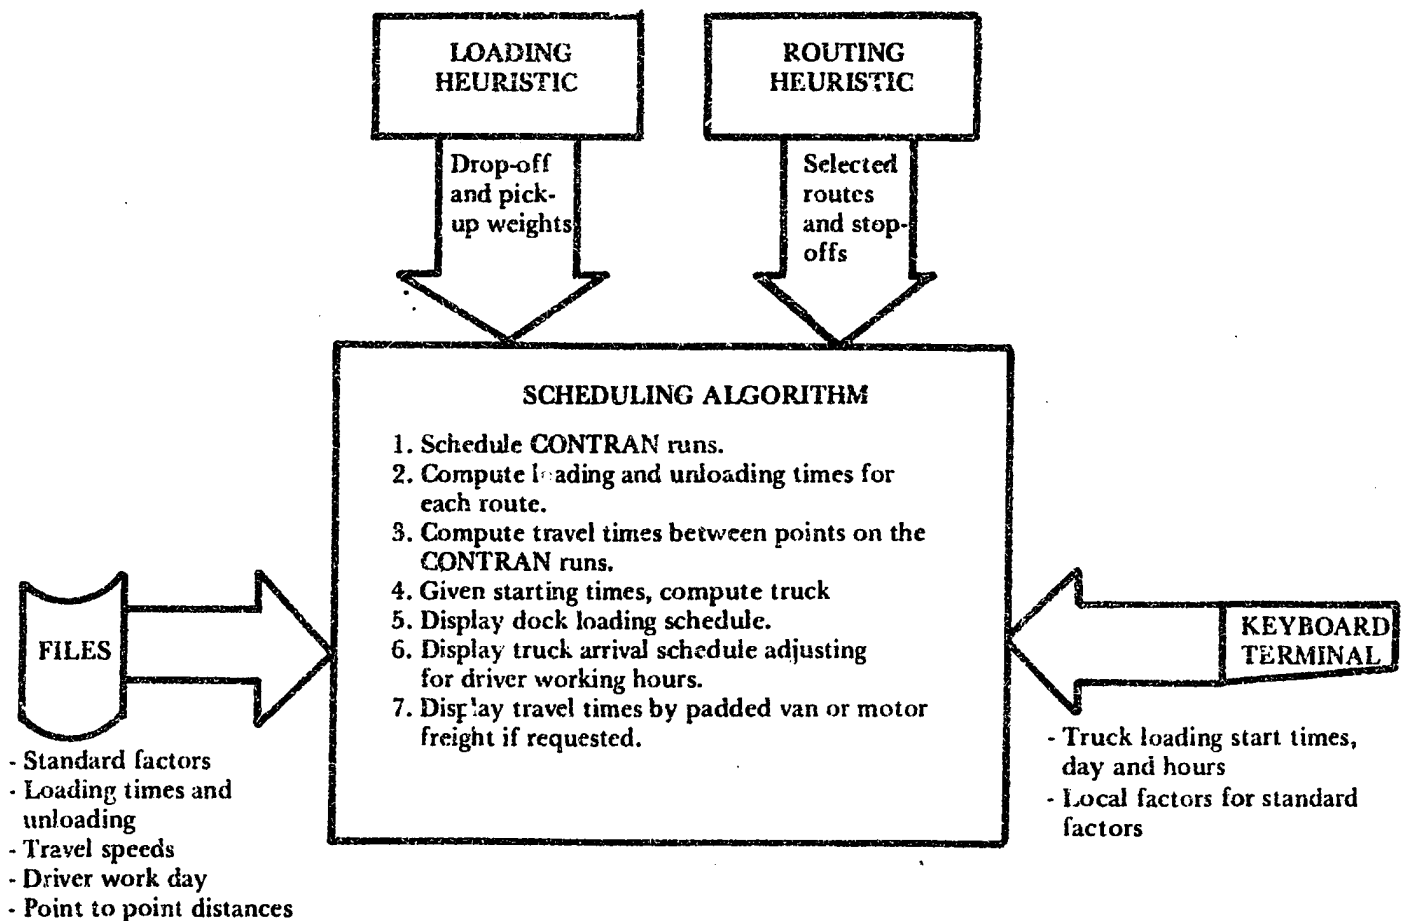 LOADING
HEURISTIC
ROUTING
HEURISTIC
Drop-off
and pick-
up weights
Selected
routes
and stop-
offs
SCHEDULING ALGORITHM
1. Schedule CONTRAN runs.
2. Compute loading and unloading times for
each route.
3. Compute travel times between points on the
CONTRAN runs.
4. Given starting times, compute truck
5. Display dock loading schedule.
6. Display truck arrival schedule adjusting
for driver working hours.
7. Display travel times by padded van or motor
freight if requested.
FILES
- Standard factors
- Loading times and
unloading
- Travel speeds
- Driver work day
- Point to point distances
KEYBOARD
TERMINAL
- Truck loading start times,
day and hours
- Local factors for standard
factors